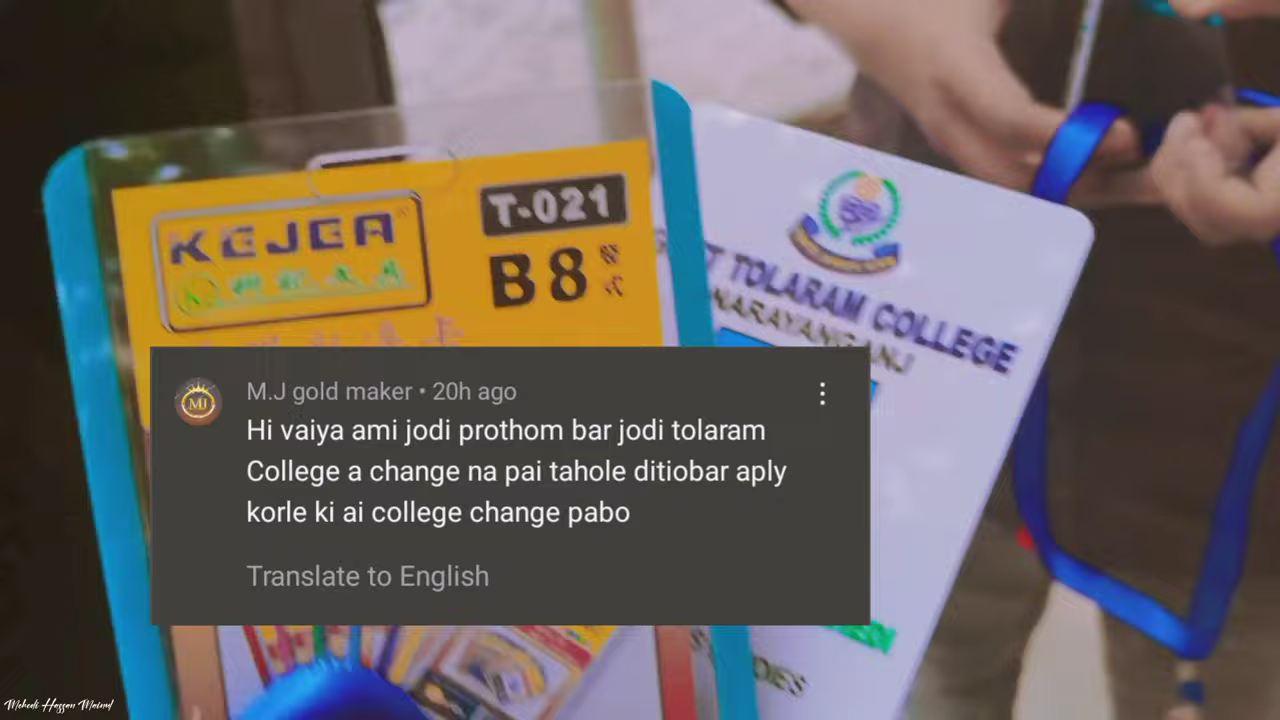 KEJEA
T-021
B8
TOLARAM COLLEGE
NARAYANGANJ
M.J gold maker • 20h ago
Hi vaiya ami jodi prothom bar jodi tolaram
College a change na pai tahole ditiobar aply
korle ki ai college change pabo
Translate to English
Mehedi Hassan